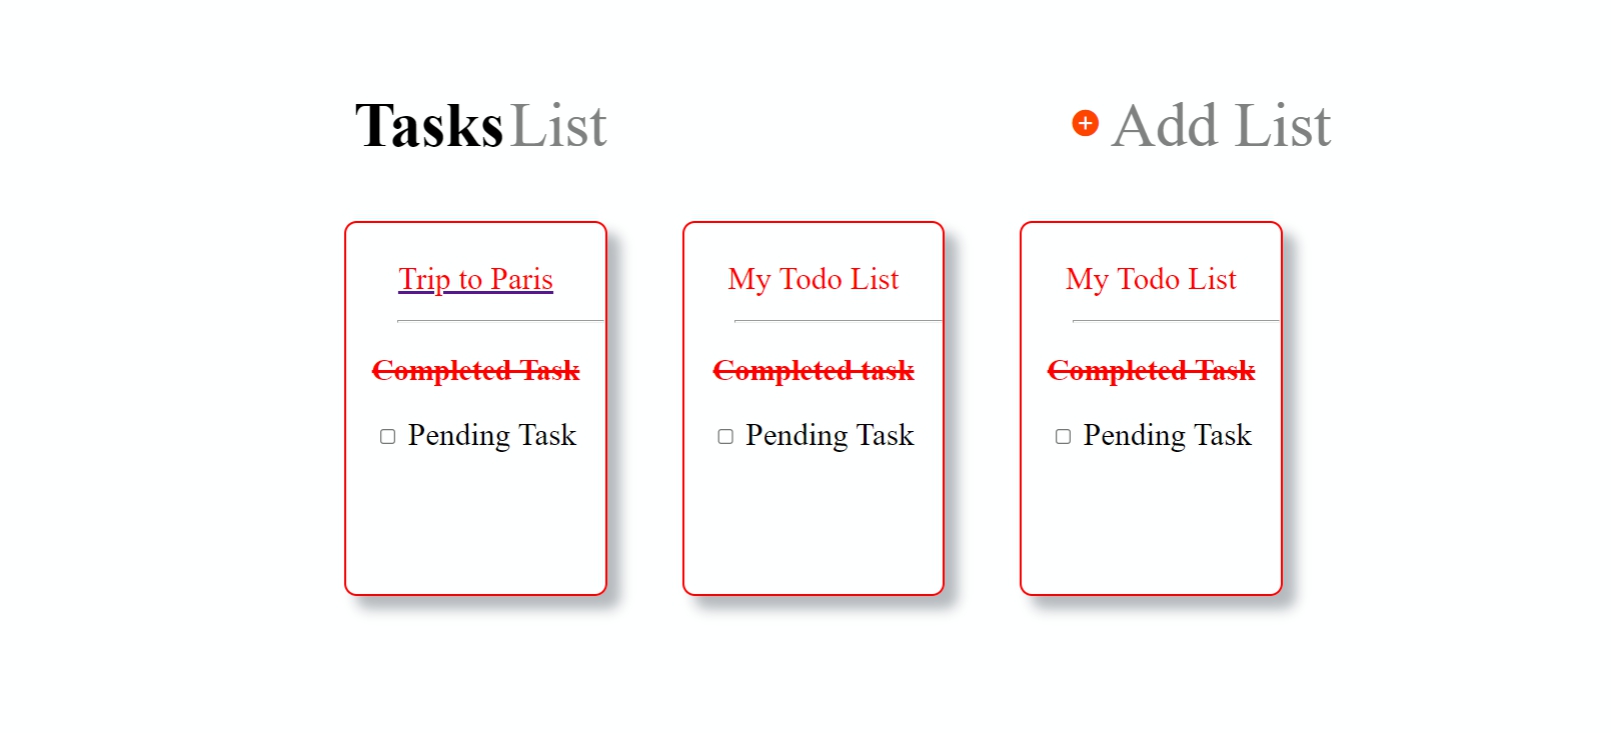 Tasks List
Add List
Trip to Paris
Completed Task
Pending Task
My Todo List
Completed task
Pending Task
My Todo List
Completed Task
Pending Task